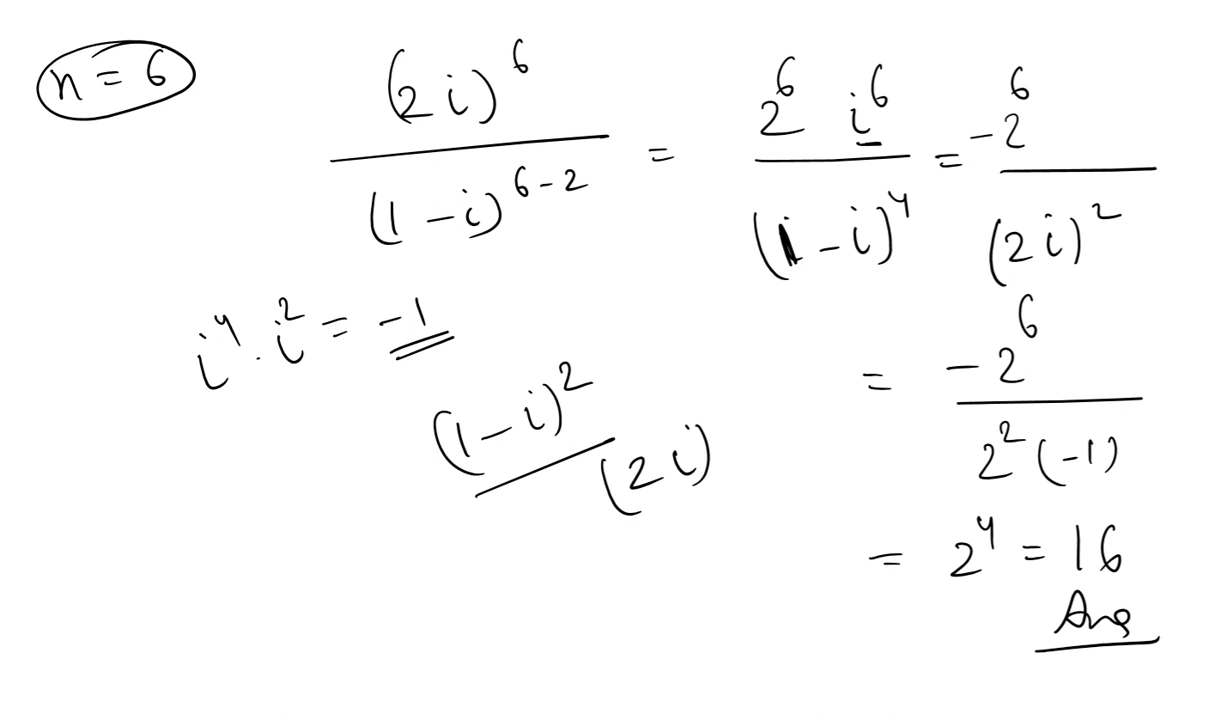 n = 6
(2i)^6 / (1-i)^{6-2} = 2^6 i^6 / (1-i)^4 = -2^6 / (2i)^2
i^4 . i^2 = -1
= -2^6 / 2^2(-1)
(1-i)^2
(2i)
= 2^4 = 16
Ans